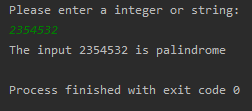 Please enter a integer or string:
2354532
The input 2354532 is palindrome
Process finished with exit code 0